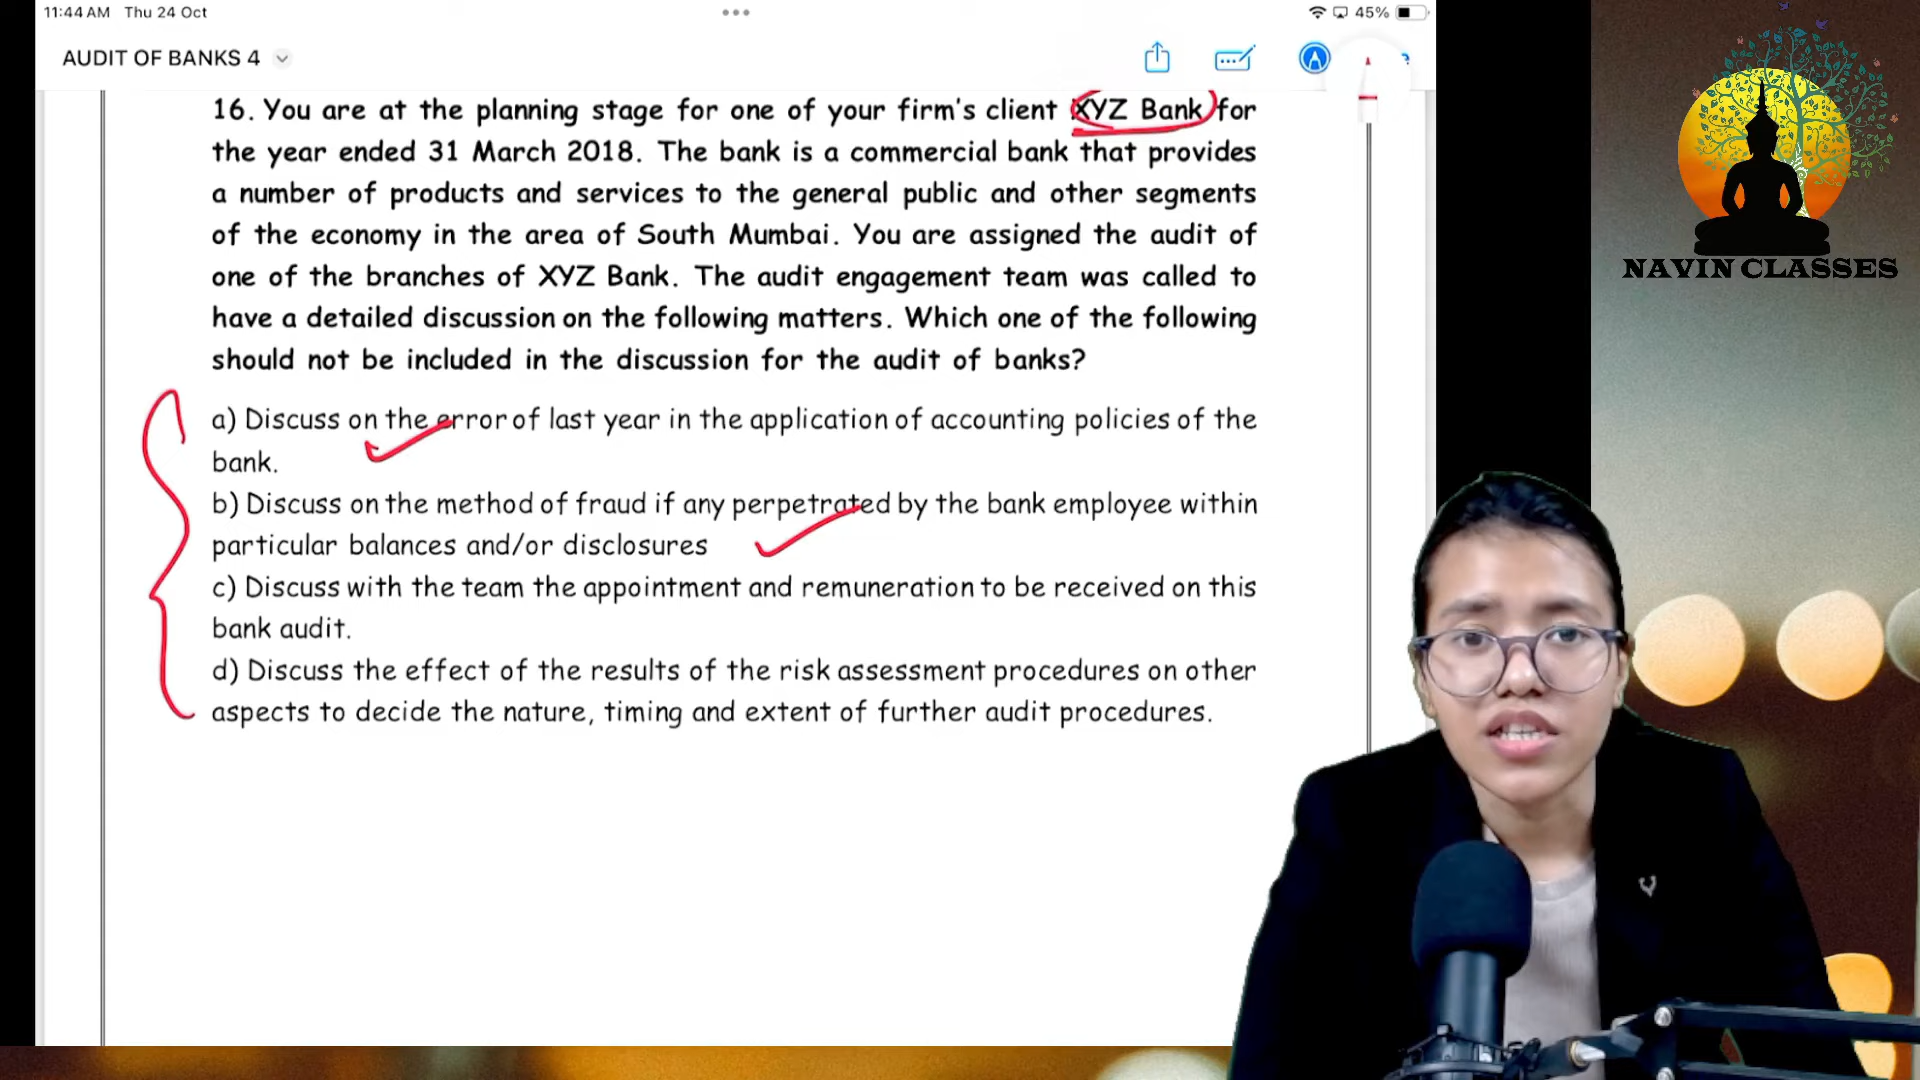 11:44 AM Thu 24 Oct
45%
AUDIT OF BANKS 4
16. You are at the planning stage for one of your firm's client XYZ Bank for
the year ended 31 March 2018. The bank is a commercial bank that provides
a number of products and services to the general public and other segments
of the economy in the area of South Mumbai. You are assigned the audit of
one of the branches of XYZ Bank. The audit engagement team was called to
have a detailed discussion on the following matters. Which one of the following
should not be included in the discussion for the audit of banks?
a) Discuss on the error of last year in the application of accounting policies of the
bank.
b) Discuss on the method of fraud if any perpetrated by the bank employee within
particular balances and/or disclosures
c) Discuss with the team the appointment and remuneration to be received on this
bank audit.
d) Discuss the effect of the results of the risk assessment procedures on other
aspects to decide the nature, timing and extent of further audit procedures.
NAVIN CLASSES